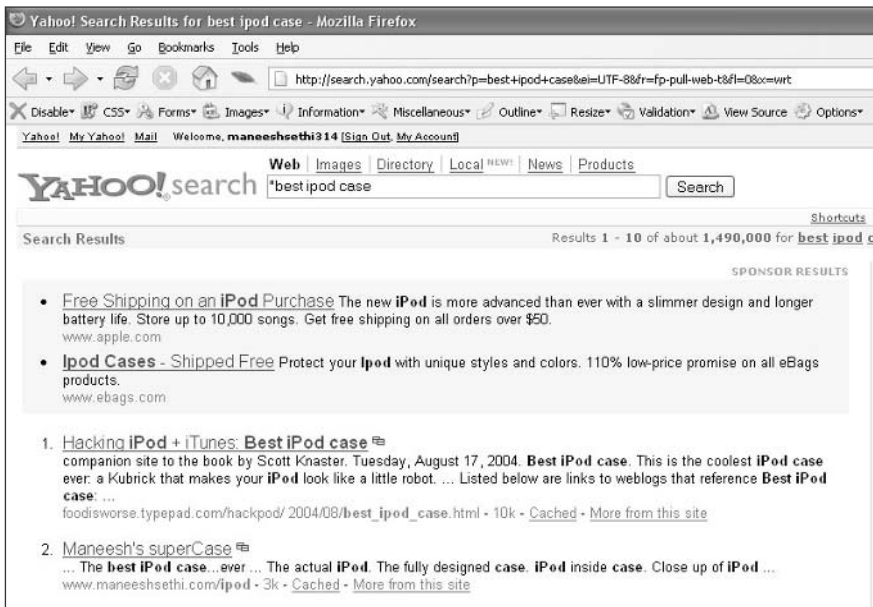 Yahoo! Search Results for best ipod case - Mozilla Firefox
File Edit View Go Bookmarks Tools Help
http://search.yahoo.com/search?p=best+ipod+case&ei=UTF-8&fr=fp-pull-web-t&fl=0&x=wrt
Disable CSS Forms Images Information Miscellaneous Outline Resize Validation View Source Options
Yahoo! My Yahoo! Mail Welcome, maneeshsethi314 [Sign Out, My Account]
Web Images Directory Local NEW! News Products
YAHOO! search "best ipod case Search
Shortcuts
Search Results Results 1 - 10 of about 1,490,000 for best ipod c
SPONSOR RESULTS
• Free Shipping on an iPod Purchase The new iPod is more advanced than ever with a slimmer design and longer
battery life. Store up to 10,000 songs. Get free shipping on all orders over $50.
www.apple.com
• Ipod Cases - Shipped Free Protect your Ipod with unique styles and colors. 110% low-price promise on all eBags
products.
www.ebags.com
1. Hacking iPod + iTunes: Best iPod case
companion site to the book by Scott Knaster. Tuesday, August 17, 2004. Best iPod case. This is the coolest iPod case
ever: a Kubrick that makes your iPod look like a little robot. ... Listed below are links to weblogs that reference Best iPod
case: ...
foodisworse.typepad.com/hackpod/ 2004/08/best_ipod_case.html - 10k - Cached - More from this site
2. Maneesh's superCase
... The best iPod case...ever ... The actual iPod. The fully designed case. iPod inside case. Close up of iPod ...
www.maneeshsethi.com/ipod - 3k - Cached - More from this site